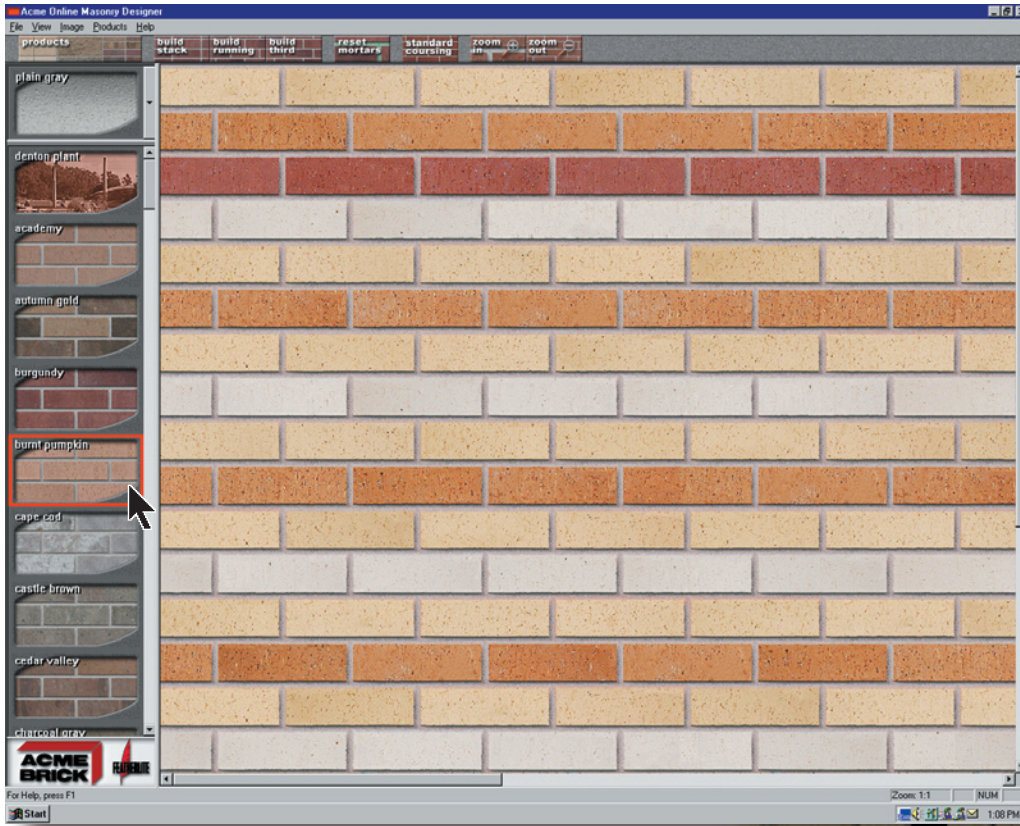 Acme Online Masonry Designer
File View Image Products Help
products
build stack
build running
build third
reset mortars
standard coursing
zoom in
zoom out
plain gray
denton plant
academy
autumn gold
burgundy
burnt pumpkin
cape cod
castle brown
cedar valley
charcoal gray
ACME
BRICK
FEATHERLITE
For Help, press F1
Zoom: 1:1
NUM
Start
1:08 PM